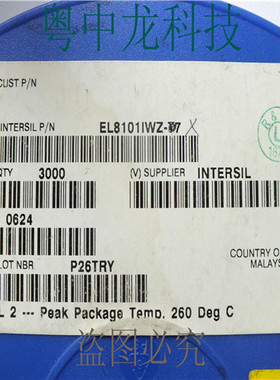 粤中龙科技
CUST P/N
INTERSIL P/N EL8101IWZ-T7
QTY 3000 (V) SUPPLIER INTERSIL
0624
COUNTRY OF
MALAYS
LOT NBR P26TRY
L 2 --- Peak Package Temp. 260 Deg C
盗图必究